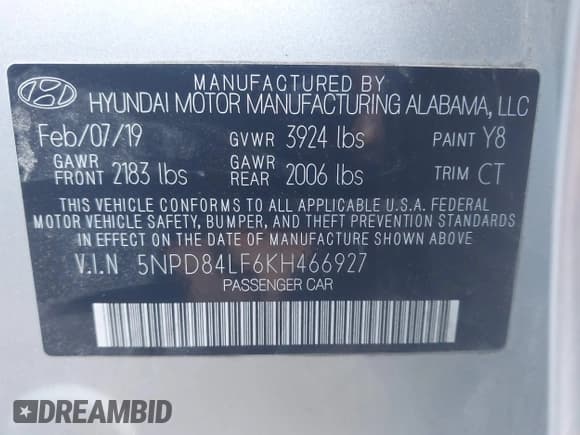 MANUFACTURED BY
HYUNDAI MOTOR MANUFACTURING ALABAMA, LLC
Feb/07/19 GVWR 3924 lbs PAINT Y8
GAWR FRONT 2183 lbs GAWR REAR 2006 lbs TRIM CT
THIS VEHICLE CONFORMS TO ALL APPLICABLE U.S.A. FEDERAL
MOTOR VEHICLE SAFETY, BUMPER, AND THEFT PREVENTION STANDARDS
IN EFFECT ON THE DATE OF MANUFACTURE SHOWN ABOVE
V.I.N 5NPD84LF6KH466927
PASSENGER CAR
DREAMBID